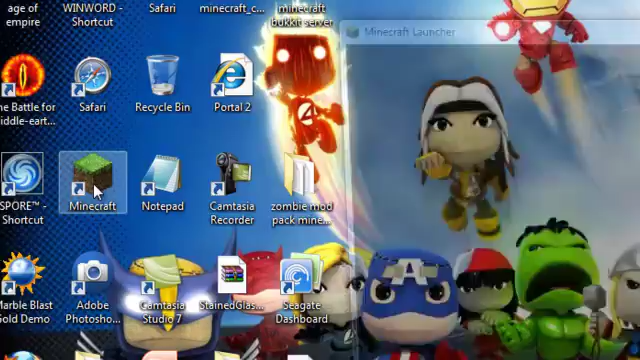 age of
empire
WINWORD -
Shortcut
Safari
minecraft_c...
minecraft
bukkit server
Minecraft Launcher
he Battle for
iddle-eart...
Safari
Recycle Bin
Portal 2
SPORE™ -
Shortcut
Minecraft
Notepad
Camtasia
Recorder
zombie mod
pack mine...
Marble Blast
Gold Demo
Adobe
Photosho...
Camtasia
Studio 7
StainedGlas...
Seagate
Dashboard